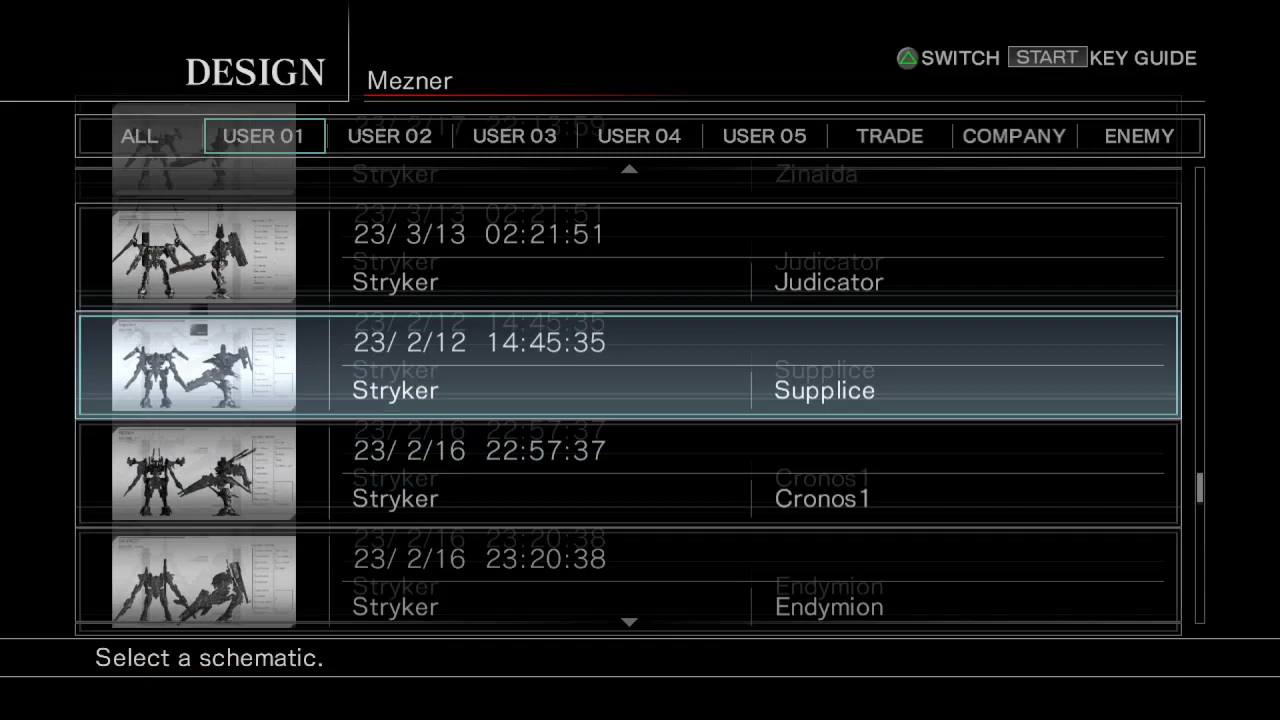 DESIGN
Mezner
SWITCH START KEY GUIDE
ALL USER 01 USER 02 USER 03 USER 04 USER 05 TRADE COMPANY ENEMY
Stryker Zinaida
23/ 3/13 02:21:51
Stryker Judicator
23/ 2/12 14:45:35
Stryker Supplice
23/ 2/16 22:57:37
Stryker Cronos1
23/ 2/16 23:20:38
Stryker Endymion
Select a schematic.